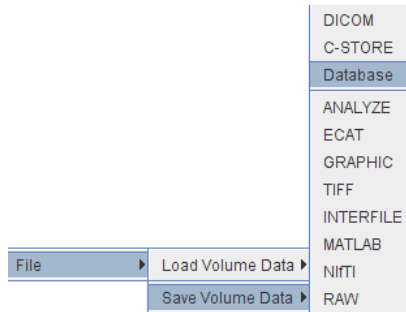 DICOM
C-STORE
Database
ANALYZE
ECAT
GRAPHIC
TIFF
INTERFILE
MATLAB
File
Load Volume Data
NIfTI
Save Volume Data
RAW